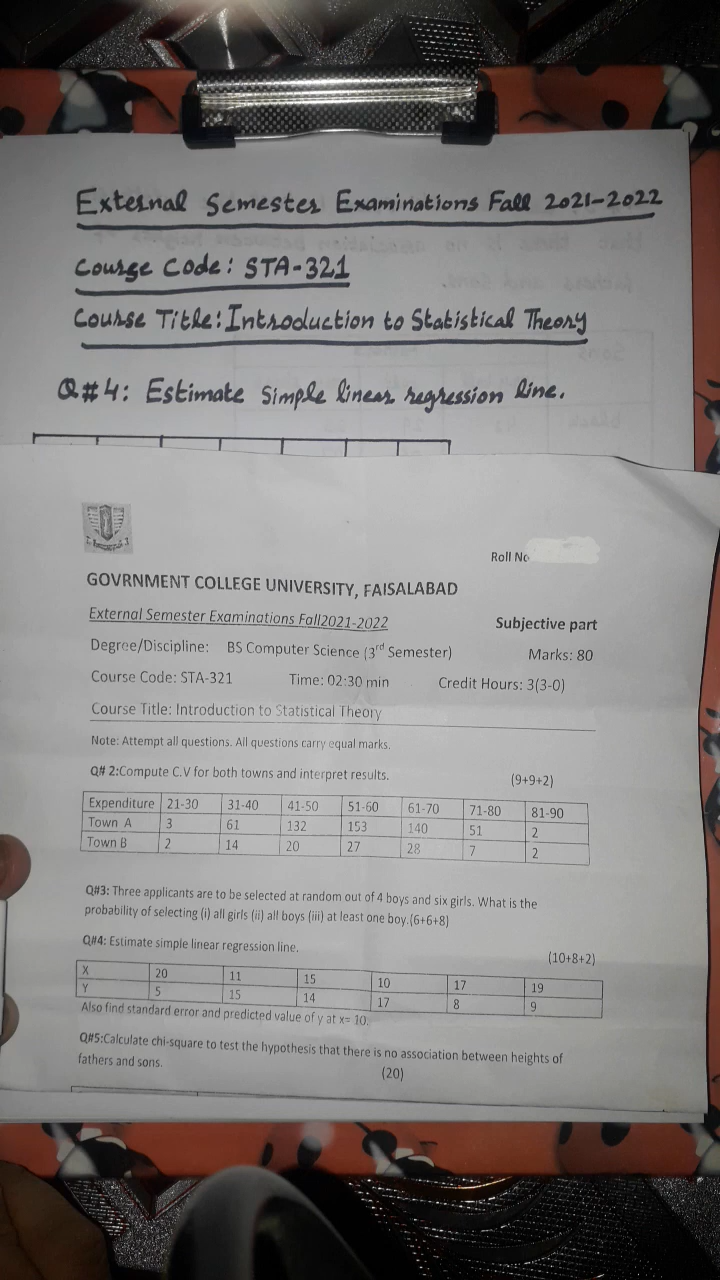 External Semester Examinations Fall 2021-2022
Course Code: STA-321
Course Title: Introduction to Statistical Theory
Q#4: Estimate simple linear regression line.
Roll No
GOVRNMENT COLLEGE UNIVERSITY, FAISALABAD
External Semester Examinations Fall2021-2022
Subjective part
Degree/Discipline: BS Computer Science (3rd Semester)
Marks: 80
Course Code: STA-321 Time: 02:30 min Credit Hours: 3(3-0)
Course Title: Introduction to Statistical Theory
Note: Attempt all questions. All questions carry equal marks.
Q# 2:Compute C.V for both towns and interpret results. (9+9+2)
Expenditure 21-30 31-40 41-50 51-60 61-70 71-80 81-90
Town A 3 61 132 153 140 51 2
Town B 2 14 20 27 28 7 2
Q#3: Three applicants are to be selected at random out of 4 boys and six girls. What is the
probability of selecting (i) all girls (ii) all boys (iii) at least one boy.(6+6+8)
Q#4: Estimate simple linear regression line. (10+8+2)
X 20 11 15 10 17 19
Y 5 15 14 17 8 9
Also find standard error and predicted value of y at x= 10.
Q#5:Calculate chi-square to test the hypothesis that there is no association between heights of
fathers and sons. (20)